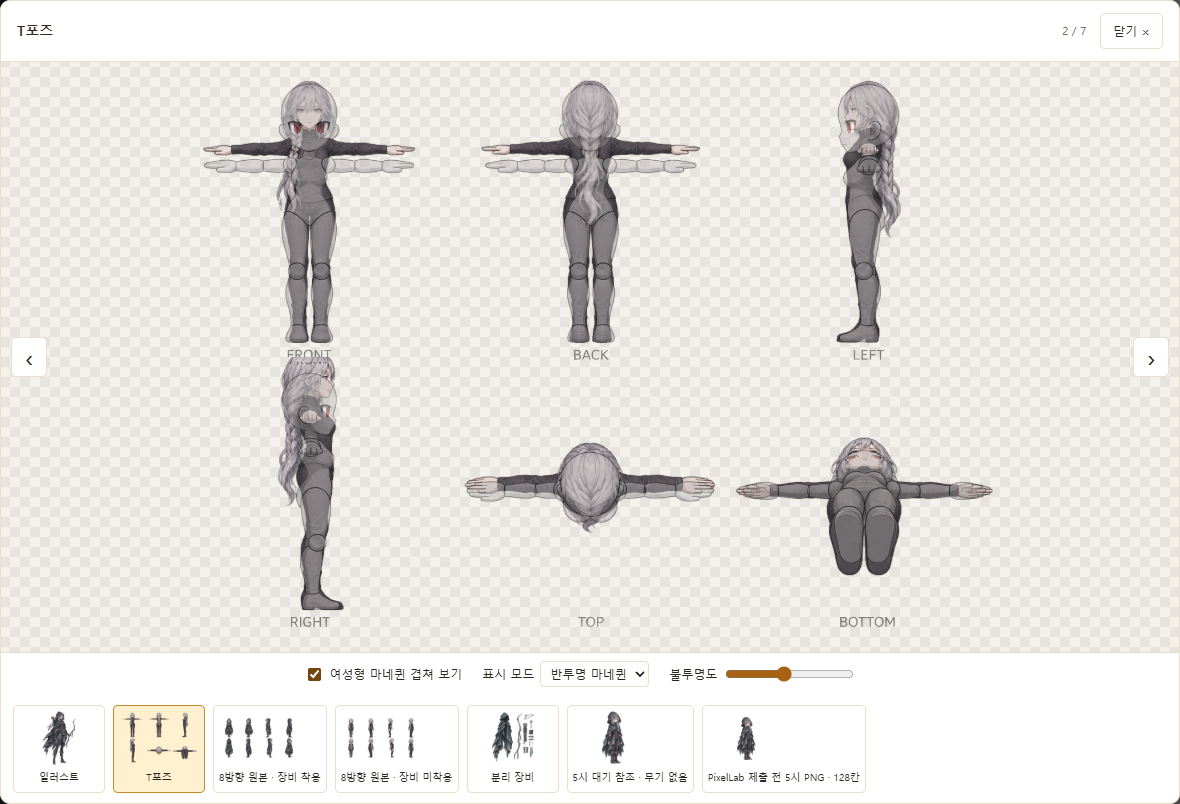 T포즈
2 / 7
닫기 ×
FRONT
BACK
LEFT
‹
›
RIGHT
TOP
BOTTOM
여성형 마네퀸 겹쳐 보기
표시 모드
반투명 마네퀸
불투명도
일러스트
T포즈
8방향 원본 · 장비 착용
8방향 원본 · 장비 미착용
분리 장비
5시 대기 참조 · 무기 없음
PixelLab 제출 전 5시 PNG · 128칸